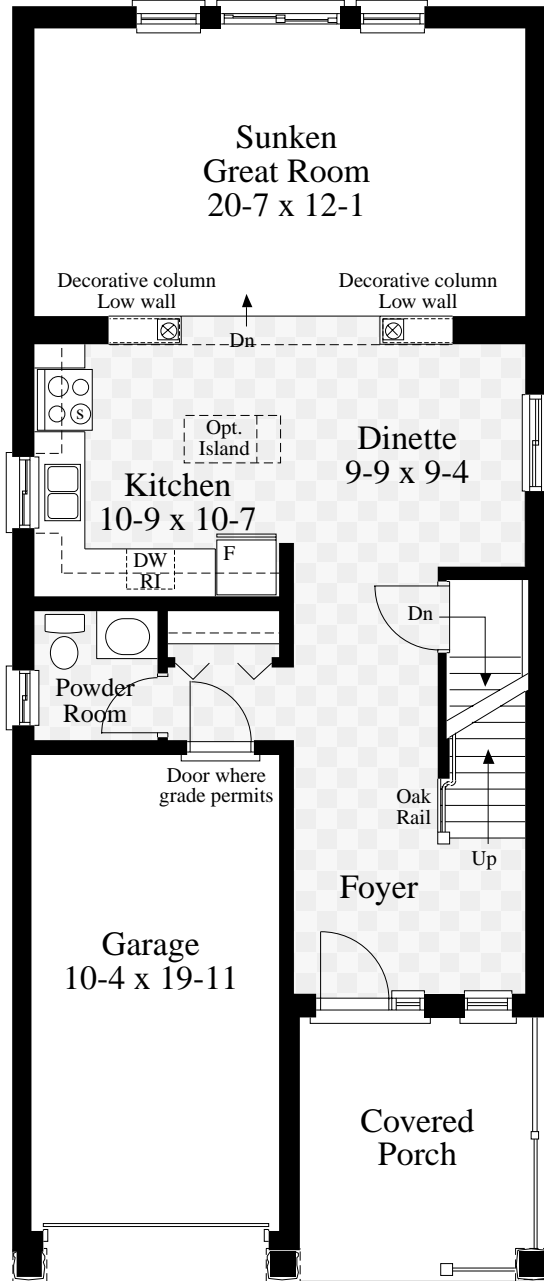 Sunken
Great Room
20-7 x 12-1
Decorative column
Low wall
Decorative column
Low wall
Dn
S
Opt.
Island
Dinette
9-9 x 9-4
Kitchen
10-9 x 10-7
F
DW
RI
Dn
Powder
Room
Door where
grade permits
Oak
Rail
Up
Foyer
Garage
10-4 x 19-11
Covered
Porch